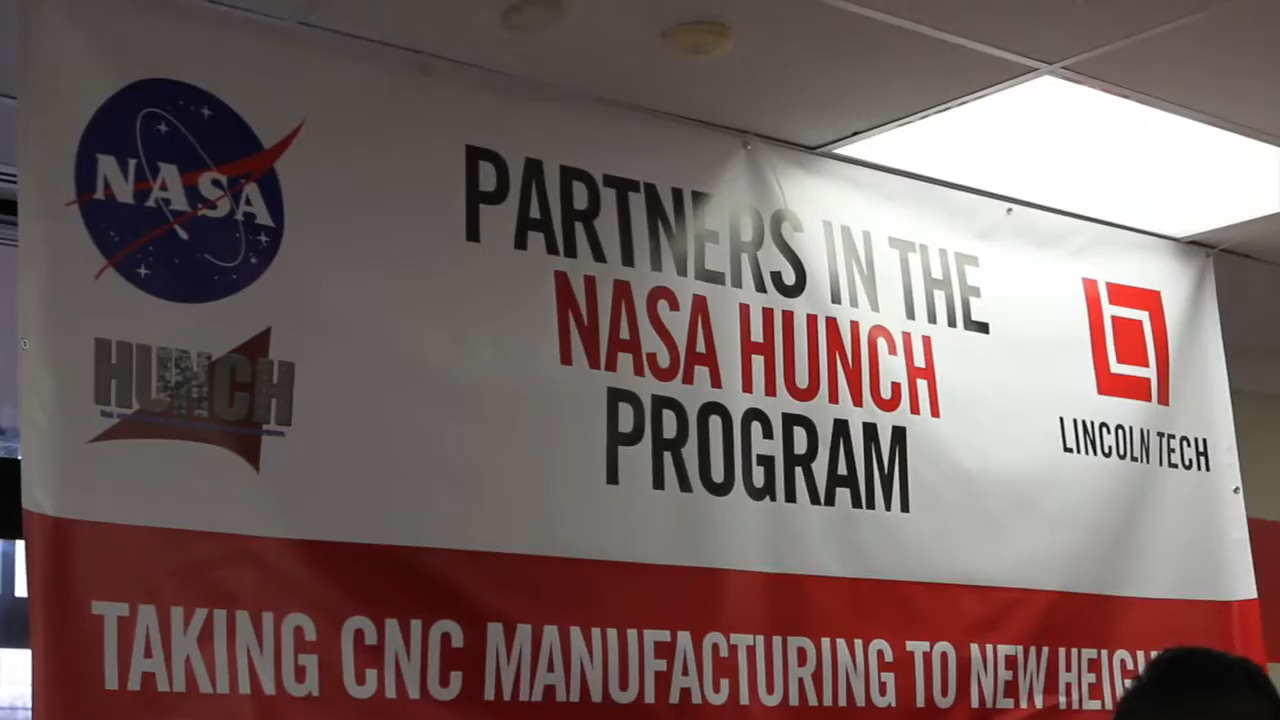 NASA
HUNCH
PARTNERS IN THE
NASA HUNCH
PROGRAM
LINCOLN TECH
TAKING CNC MANUFACTURING TO NEW